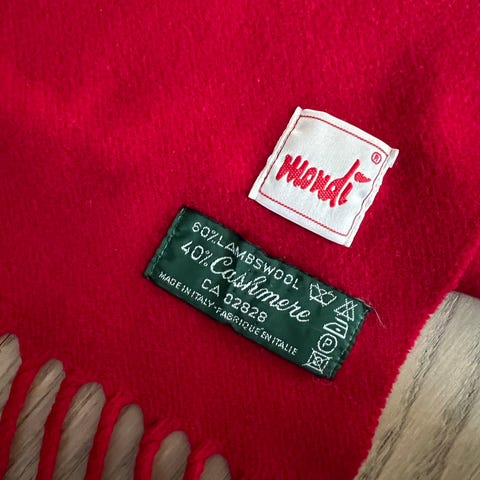 mondi®
60% LAMBSWOOL
40% Cashmere
CA 02828
MADE IN ITALY-FABRIQUE EN ITALIE
P